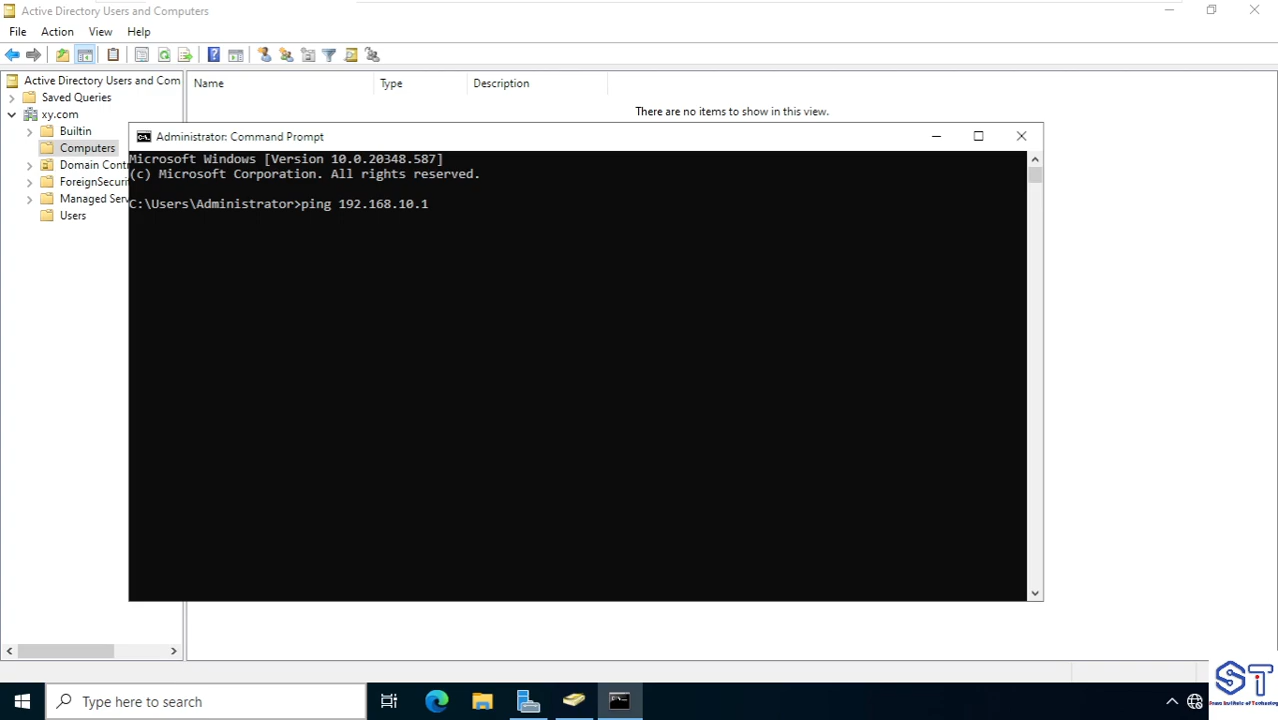 Active Directory Users and Computers
File Action View Help
Active Directory Users and Com
Saved Queries
xy.com
Builtin
Computers
Domain Cont
ForeignSecuri
Managed Serv
Users
Name Type Description
There are no items to show in this view.
Administrator: Command Prompt
Microsoft Windows [Version 10.0.20348.587]
(c) Microsoft Corporation. All rights reserved.
C:\Users\Administrator>ping 192.168.10.1
Type here to search
ST